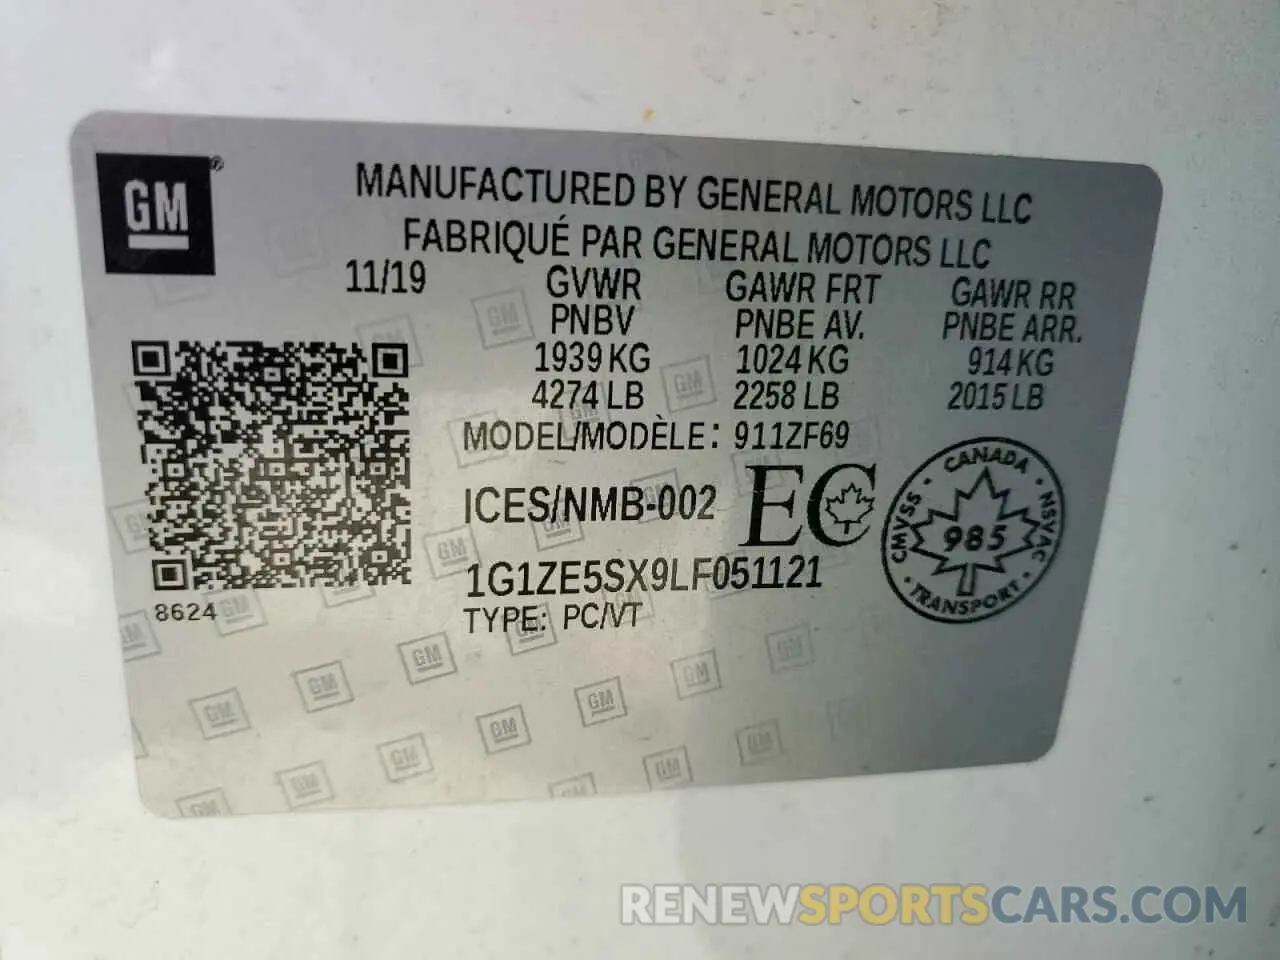 GM®
MANUFACTURED BY GENERAL MOTORS LLC
FABRIQUÉ PAR GENERAL MOTORS LLC
11/19 GVWR GAWR FRT GAWR RR
PNBV PNBE AV. PNBE ARR.
1939 KG 1024 KG 914 KG
4274 LB 2258 LB 2015 LB
MODEL/MODÈLE: 911ZF69
ICES/NMB-002 EC
1G1ZE5SX9LF051121
TYPE: PC/VT
8624
CANADA
CMVSS · NSVAC
985
TRANSPORT
GM
RENEWSPORTSCARS.COM